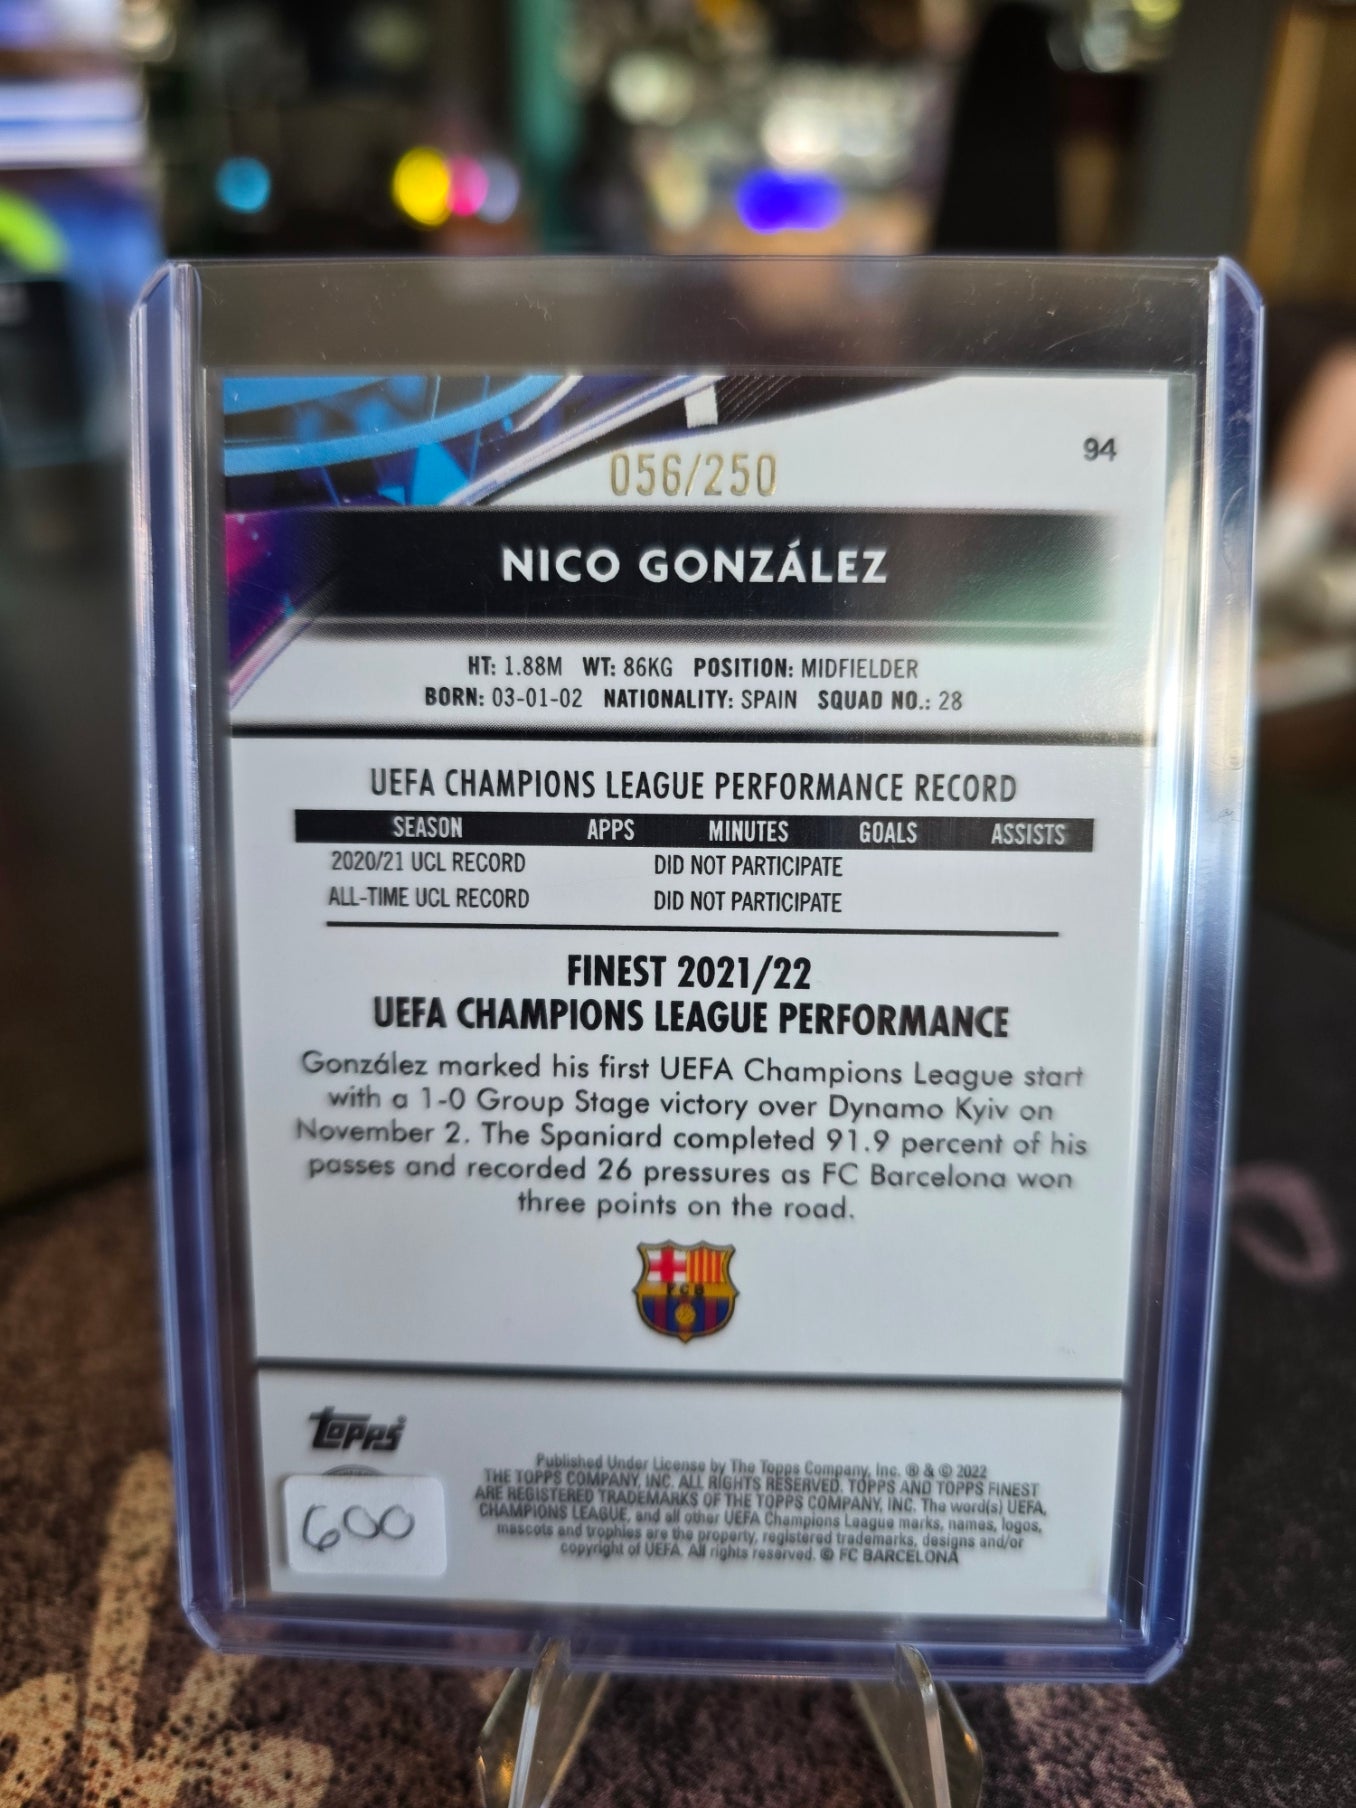 056/250
94
NICO GONZÁLEZ
HT: 1.88M WT: 86KG POSITION: MIDFIELDER
BORN: 03-01-02 NATIONALITY: SPAIN SQUAD NO.: 28
UEFA CHAMPIONS LEAGUE PERFORMANCE RECORD
SEASON APPS MINUTES GOALS ASSISTS
2020/21 UCL RECORD DID NOT PARTICIPATE
ALL-TIME UCL RECORD DID NOT PARTICIPATE
FINEST 2021/22
UEFA CHAMPIONS LEAGUE PERFORMANCE
González marked his first UEFA Champions League start
with a 1-0 Group Stage victory over Dynamo Kyiv on
November 2. The Spaniard completed 91.9 percent of his
passes and recorded 26 pressures as FC Barcelona won
three points on the road.
FCB
Topps®
600
Published Under License by The Topps Company, Inc. ® & © 2022
THE TOPPS COMPANY, INC. ALL RIGHTS RESERVED. TOPPS AND TOPPS FINEST
ARE REGISTERED TRADEMARKS OF THE TOPPS COMPANY, INC. The word(s) UEFA,
CHAMPIONS LEAGUE, and all other UEFA Champions League marks, names, logos,
mascots and trophies are the property, registered trademarks, designs and/or
copyright of UEFA. All rights reserved. © FC BARCELONA